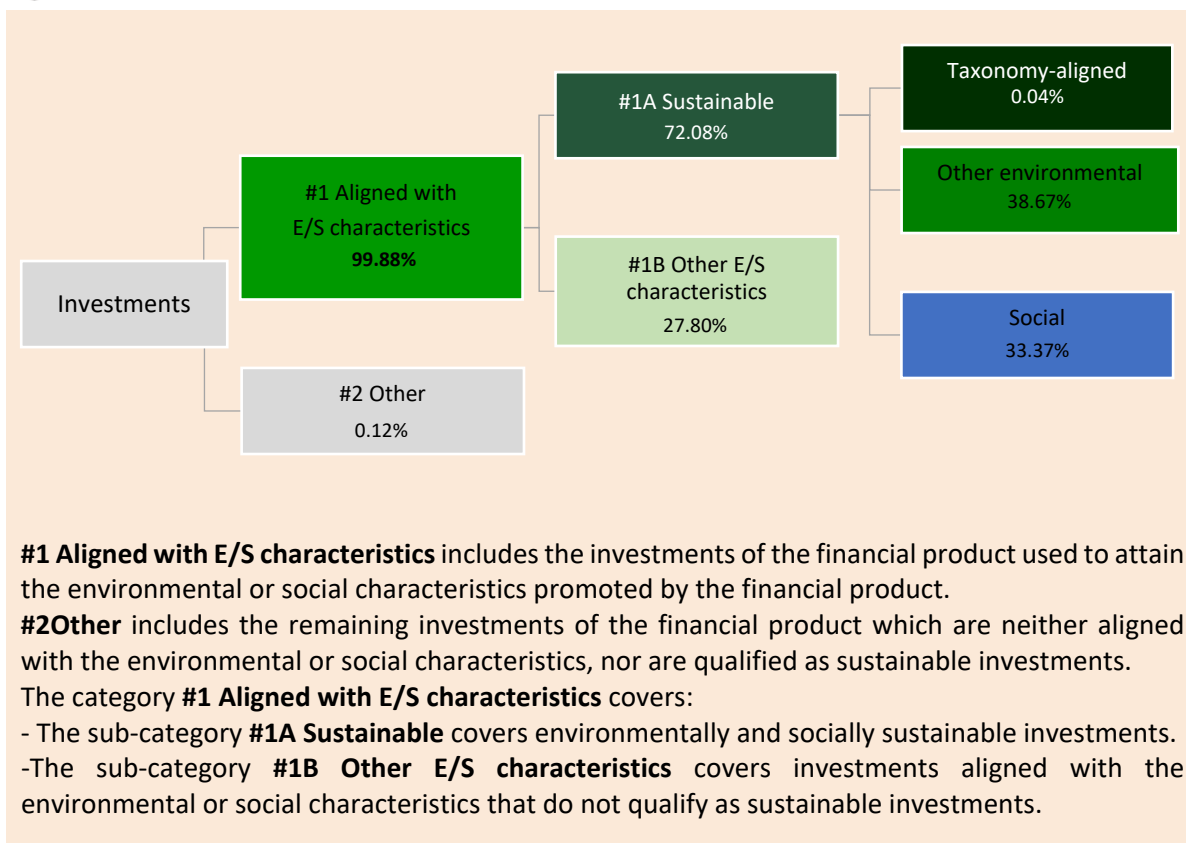 Taxonomy-aligned
0.04%
#1A Sustainable
72.08%
Other environmental
38.67%
#1 Aligned with
E/S characteristics
99.88%
#1B Other E/S
characteristics
27.80%
Investments
Social
33.37%
#2 Other
0.12%
#1 Aligned with E/S characteristics includes the investments of the financial product used to attain
the environmental or social characteristics promoted by the financial product.
#2Other includes the remaining investments of the financial product which are neither aligned
with the environmental or social characteristics, nor are qualified as sustainable investments.
The category #1 Aligned with E/S characteristics covers:
- The sub-category #1A Sustainable covers environmentally and socially sustainable investments.
-The sub-category #1B Other E/S characteristics covers investments aligned with the
environmental or social characteristics that do not qualify as sustainable investments.